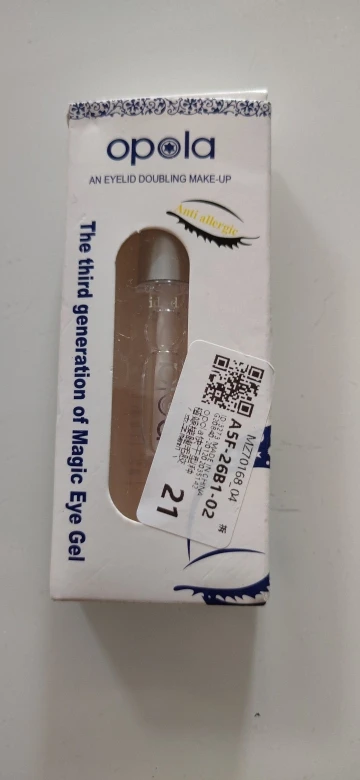 opola
AN EYELID DOUBLING MAKE-UP
Anti allergic
The third generation of Magic Eye Gel
MZ70168_04
A5F-26B1-02
21